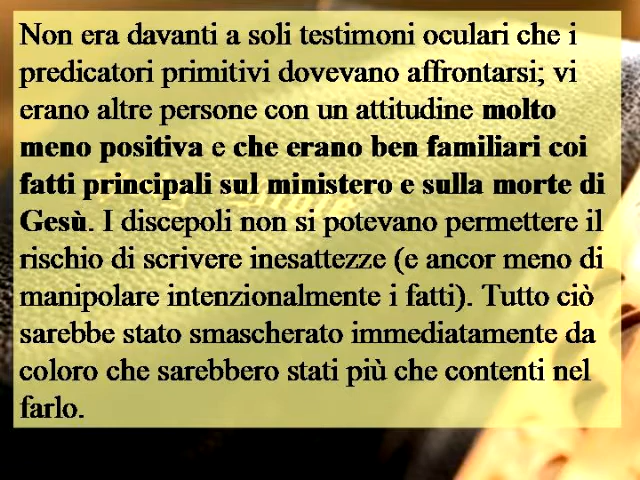 Non era davanti a soli testimoni oculari che i
predicatori primitivi dovevano affrontarsi; vi
erano altre persone con un attitudine molto
meno positiva e che erano ben familiari coi
fatti principali sul ministero e sulla morte di
Gesù. I discepoli non si potevano permettere il
rischio di scrivere inesattezze (e ancor meno di
manipolare intenzionalmente i fatti). Tutto ciò
sarebbe stato smascherato immediatamente da
coloro che sarebbero stati più che contenti nel
farlo.